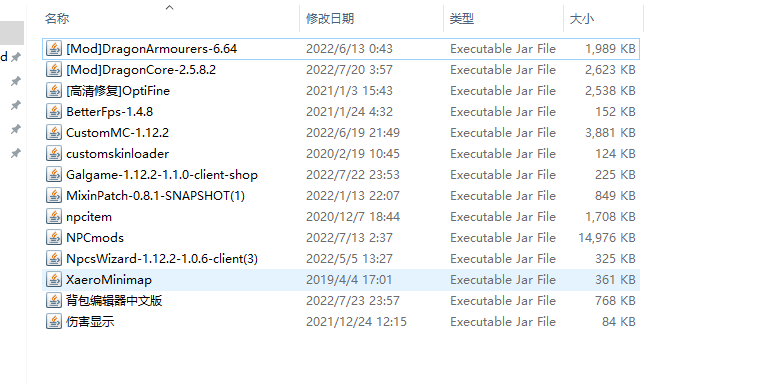 名称 修改日期 类型 大小
[Mod]DragonArmourers-6.64 2022/6/13 0:43 Executable Jar File 1,989 KB
d [Mod]DragonCore-2.5.8.2 2022/7/20 3:57 Executable Jar File 2,623 KB
[高清修复]OptiFine 2021/1/3 15:43 Executable Jar File 2,538 KB
BetterFps-1.4.8 2021/1/24 4:32 Executable Jar File 152 KB
CustomMC-1.12.2 2022/6/19 21:49 Executable Jar File 3,881 KB
customskinloader 2020/2/19 10:45 Executable Jar File 124 KB
Galgame-1.12.2-1.1.0-client-shop 2022/7/22 23:53 Executable Jar File 225 KB
MixinPatch-0.8.1-SNAPSHOT(1) 2022/1/13 22:07 Executable Jar File 849 KB
npcitem 2020/12/7 18:44 Executable Jar File 1,708 KB
NPCmods 2022/7/13 2:37 Executable Jar File 14,976 KB
NpcsWizard-1.12.2-1.0.6-client(3) 2022/5/5 13:27 Executable Jar File 325 KB
XaeroMinimap 2019/4/4 17:01 Executable Jar File 361 KB
背包编辑器中文版 2022/7/23 23:57 Executable Jar File 768 KB
伤害显示 2021/12/24 12:15 Executable Jar File 84 KB